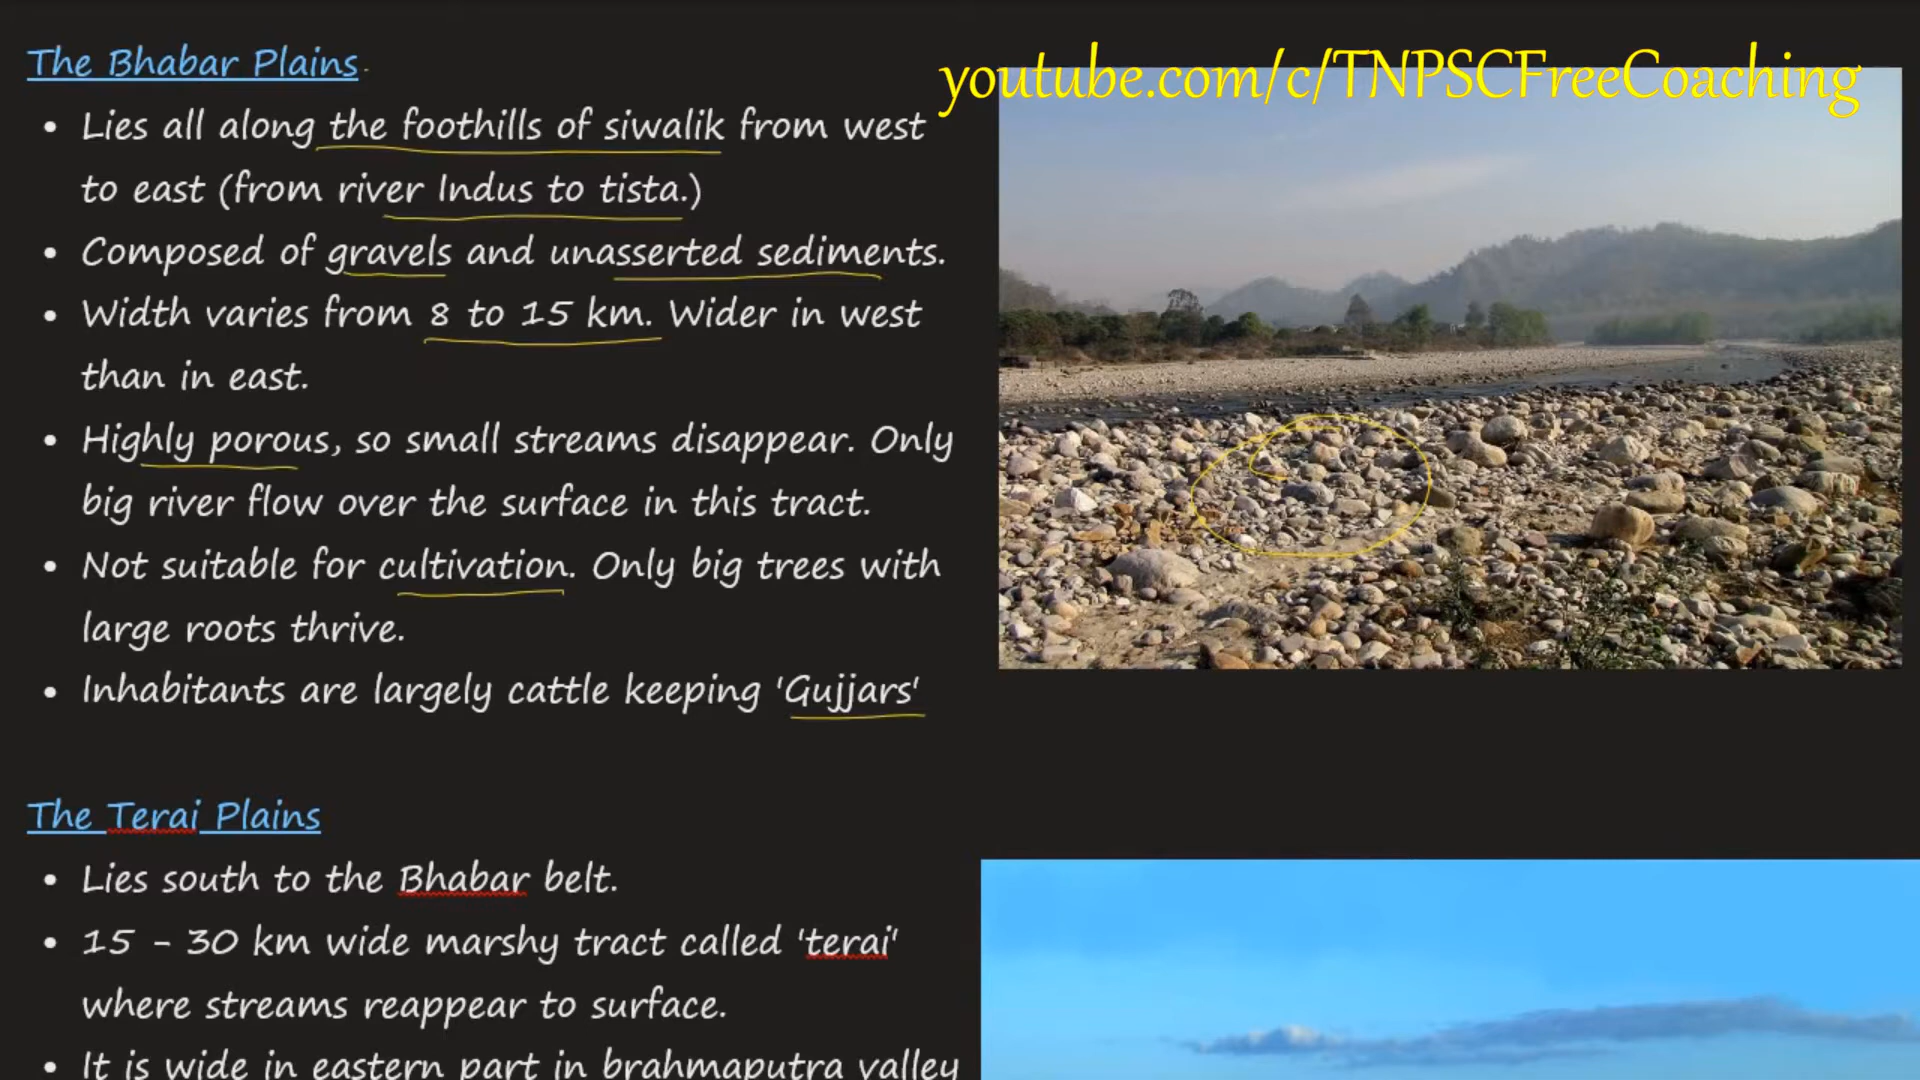 youtube.com/c/TNPSCFreeCoaching
The Bhabar Plains
• Lies all along the foothills of siwalik from west
to east (from river Indus to tista.)
• Composed of gravels and unasserted sediments.
• Width varies from 8 to 15 km. Wider in west
than in east.
• Highly porous, so small streams disappear. Only
big river flow over the surface in this tract.
• Not suitable for cultivation. Only big trees with
large roots thrive.
• Inhabitants are largely cattle keeping 'Gujjars'
The Terai Plains
• Lies south to the Bhabar belt.
• 15 - 30 km wide marshy tract called 'terai'
where streams reappear to surface.
• It is wide in eastern part in brahmaputra valley